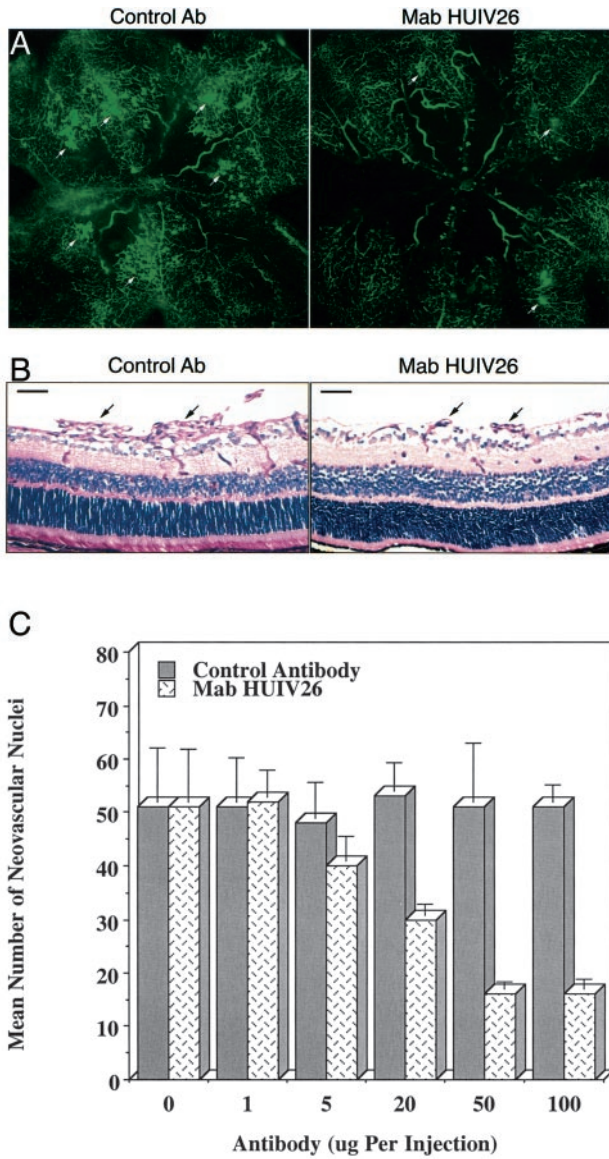 Control Ab
Mab HUIV26
A
B
Control Ab
Mab HUIV26
C
80
70
60
50
40
30
20
10
0
Control Antibody
Mab HUIV26
Mean Number of Neovascular Nuclei
0 1 5 20 50 100
Antibody (ug Per Injection)